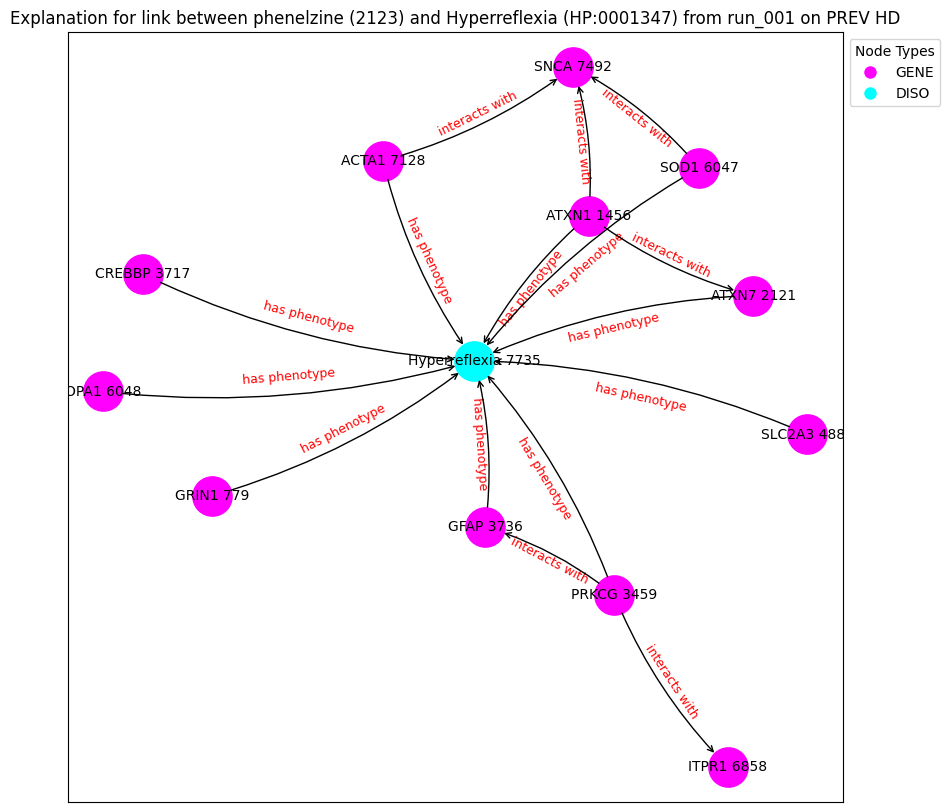 Explanation for link between phenelzine (2123) and Hyperreflexia (HP:0001347) from run_001 on PREV HD
Node Types
GENE
DISO
SNCA 7492
interacts with
interacts with
interacts with
ACTA1 7128
SOD1 6047
ATXN1 1456
has phenotype
has phenotype
has phenotype
interacts with
CREBBP 3717
ATXN7 2121
has phenotype
has phenotype
Hyperreflexia 7735
has phenotype
OPA1 6048
has phenotype
has phenotype
SLC2A3 488
has phenotype
has phenotype
GRIN1 779
GFAP 3736
interacts with
PRKCG 3459
interacts with
ITPR1 6858